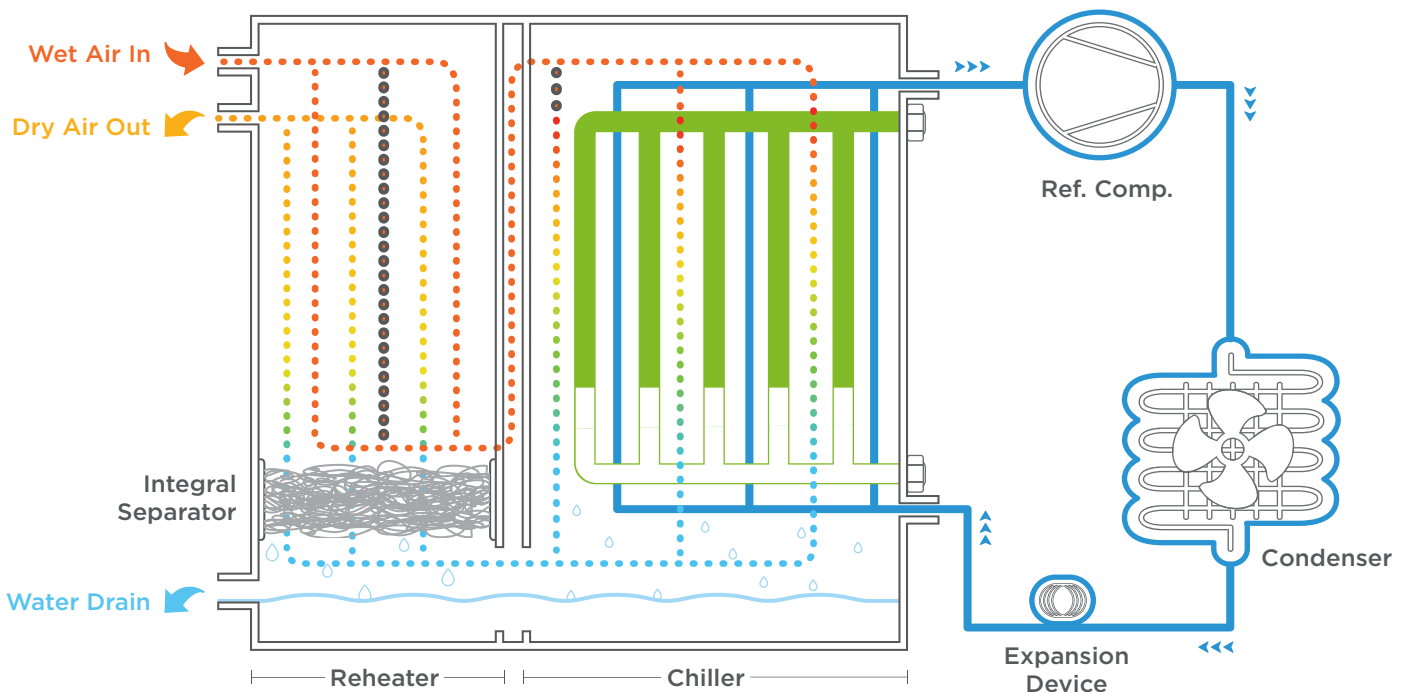 Wet Air In
Dry Air Out
Ref. Comp.
Integral
Separator
Condenser
Water Drain
Expansion
Device
Reheater
Chiller